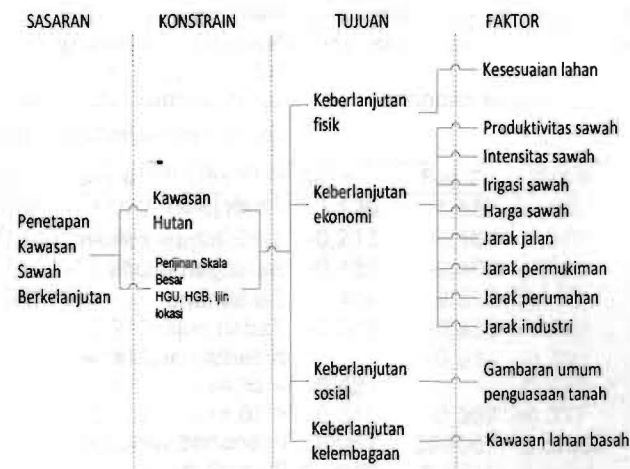 SASARAN
KONSTRAIN
TUJUAN
FAKTOR
Penetapan
Kawasan
Sawah
Berkelanjutan
Kawasan
Hutan
Perijinan Skala
Besar
HGU, HGB, Ijin
lokasi
Keberlanjutan
fisik
Keberlanjutan
ekonomi
Keberlanjutan
sosial
Keberlanjutan
kelembagaan
Kesesuaian lahan
Produktivitas sawah
Intensitas sawah
Irigasi sawah
Harga sawah
Jarak jalan
Jarak permukiman
Jarak perumahan
Jarak industri
Gambaran umum
penguasaan tanah
Kawasan lahan basah